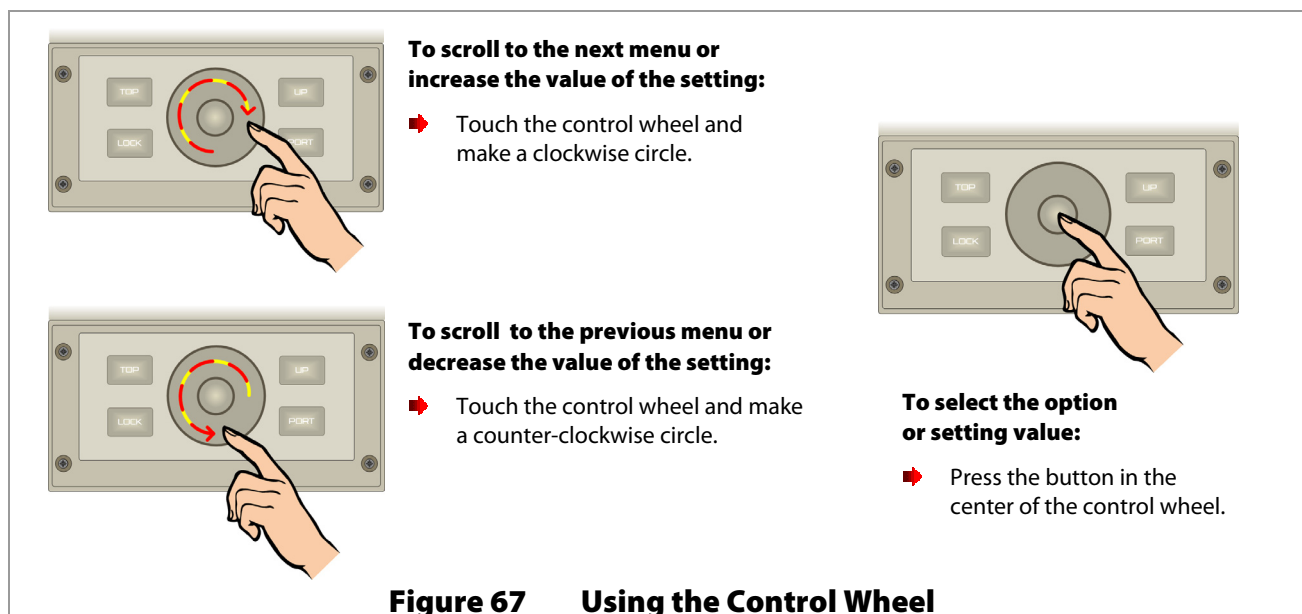 To scroll to the next menu or
increase the value of the setting:
Touch the control wheel and
make a clockwise circle.
TOP
UP
LOCK
PORT
To scroll to the previous menu or
decrease the value of the setting:
Touch the control wheel and make
a counter-clockwise circle.
TOP
UP
LOCK
PORT
TOP
UP
LOCK
PORT
To select the option
or setting value:
Press the button in the
center of the control wheel.
Figure 67 Using the Control Wheel